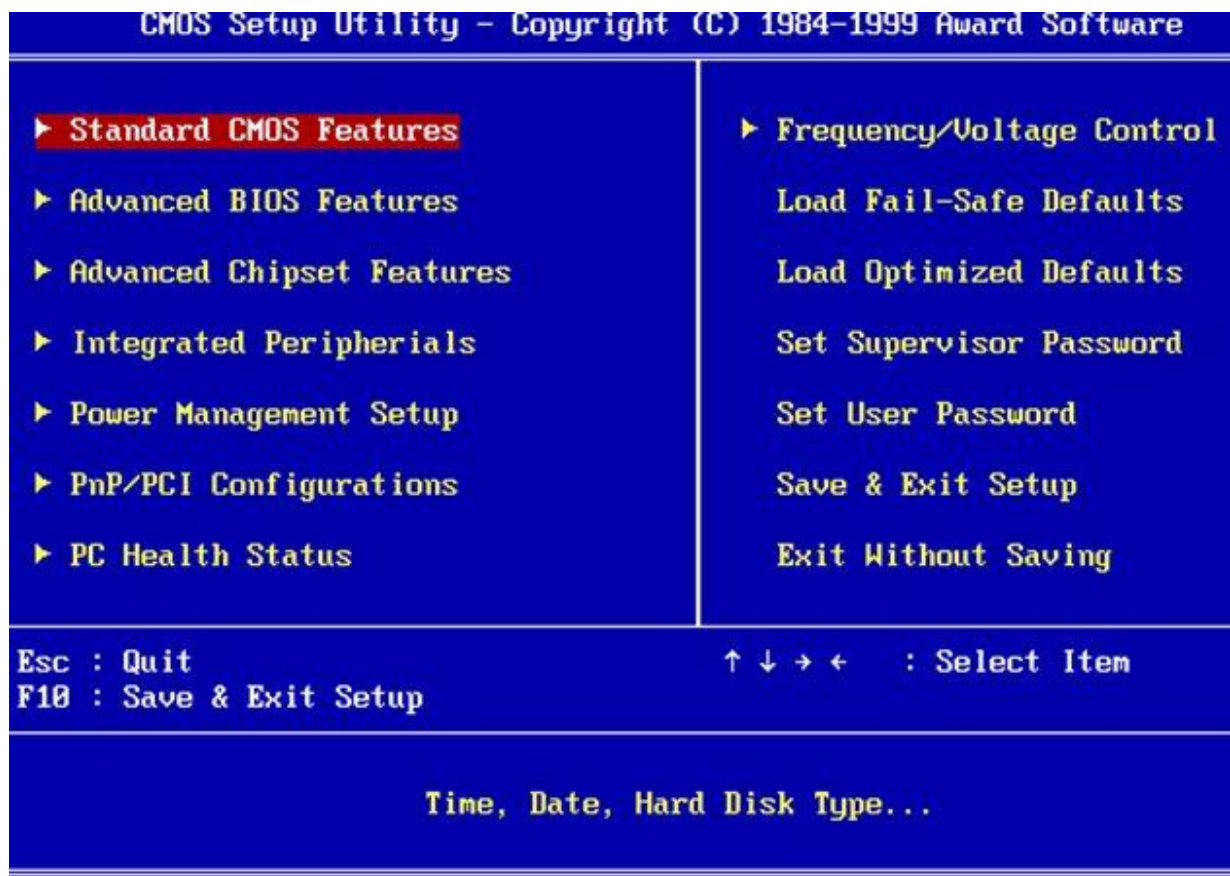 CMOS Setup Utility - Copyright (C) 1984-1999 Award Software
► Standard CMOS Features
► Advanced BIOS Features
► Advanced Chipset Features
► Integrated Peripherials
► Power Management Setup
► PnP/PCI Configurations
► PC Health Status
► Frequency/Voltage Control
Load Fail-Safe Defaults
Load Optimized Defaults
Set Supervisor Password
Set User Password
Save & Exit Setup
Exit Without Saving
Esc : Quit
F10 : Save & Exit Setup
↑ ↓ → ← : Select Item
Time, Date, Hard Disk Type...